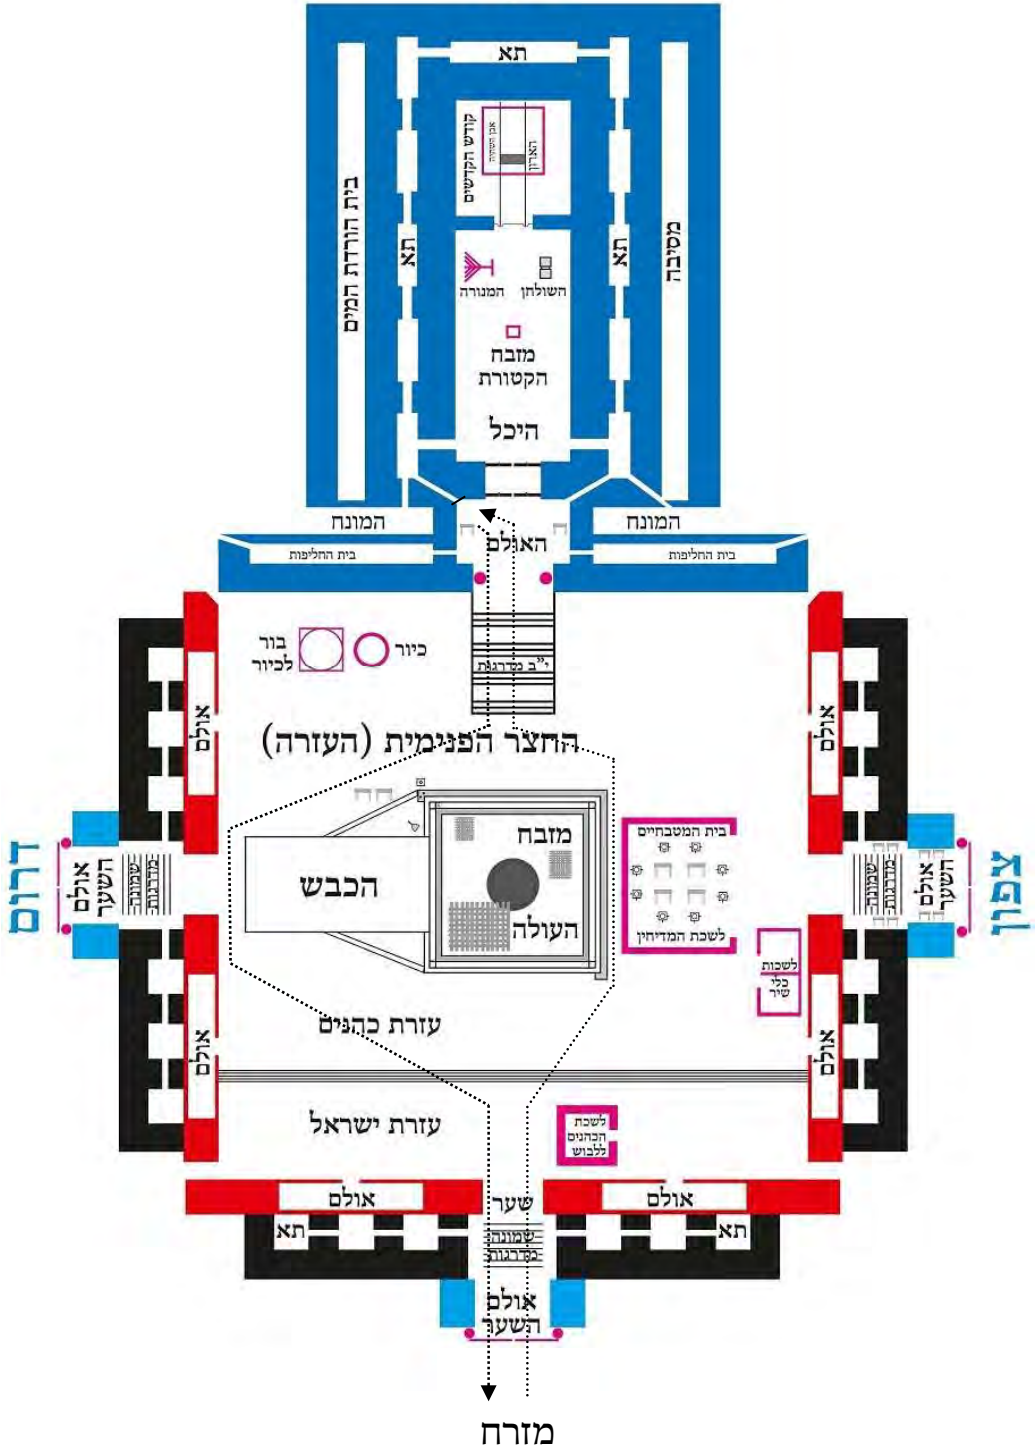 תא
קודש הקדשים
אבן השתיה
הארון
בית הורדת המים
תא
תא
מסיבה
המנורה
השולחן
מזבח
הקטורת
היכל
המונח
המונח
האולם
בית החליפות
בית החליפות
בור
לכיור
כיור
י״ב מדרגות
אולם
אולם
החצר הפנימית (העזרה)
דרום
אולם
השער
שמונה
מדרגות
הכבש
מזבח
העולה
בית המטבחיים
לשכת המדיחין
שמונה
מדרגות
אולם
השער
צפון
לשכות
כלי
שיר
עזרת כהנים
אולם
אולם
עזרת ישראל
לשכת
הכהנים
ללבוש
אולם
שער
אולם
תא
שמונה
מדרגות
תא
אולם
השער
מזרח